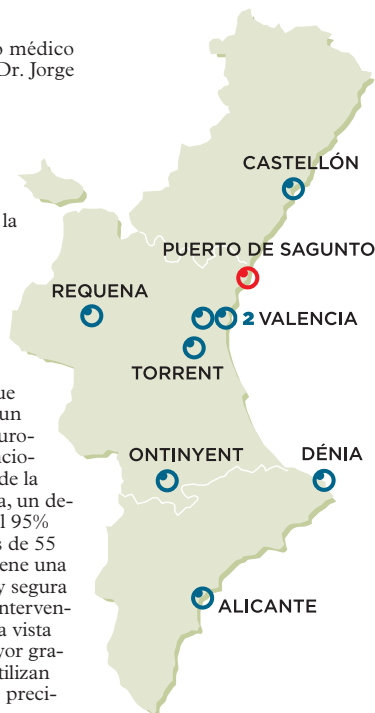 o médico
Dr. Jorge
la
ue
un
uro-
acio-
de la
a, un de-
l 95%
s de 55
ene una
y segura
nterven-
a vista
yor gra-
tilizan
preci-
CASTELLÓN
PUERTO DE SAGUNTO
REQUENA
2 VALENCIA
TORRENT
ONTINYENT
DÉNIA
ALICANTE